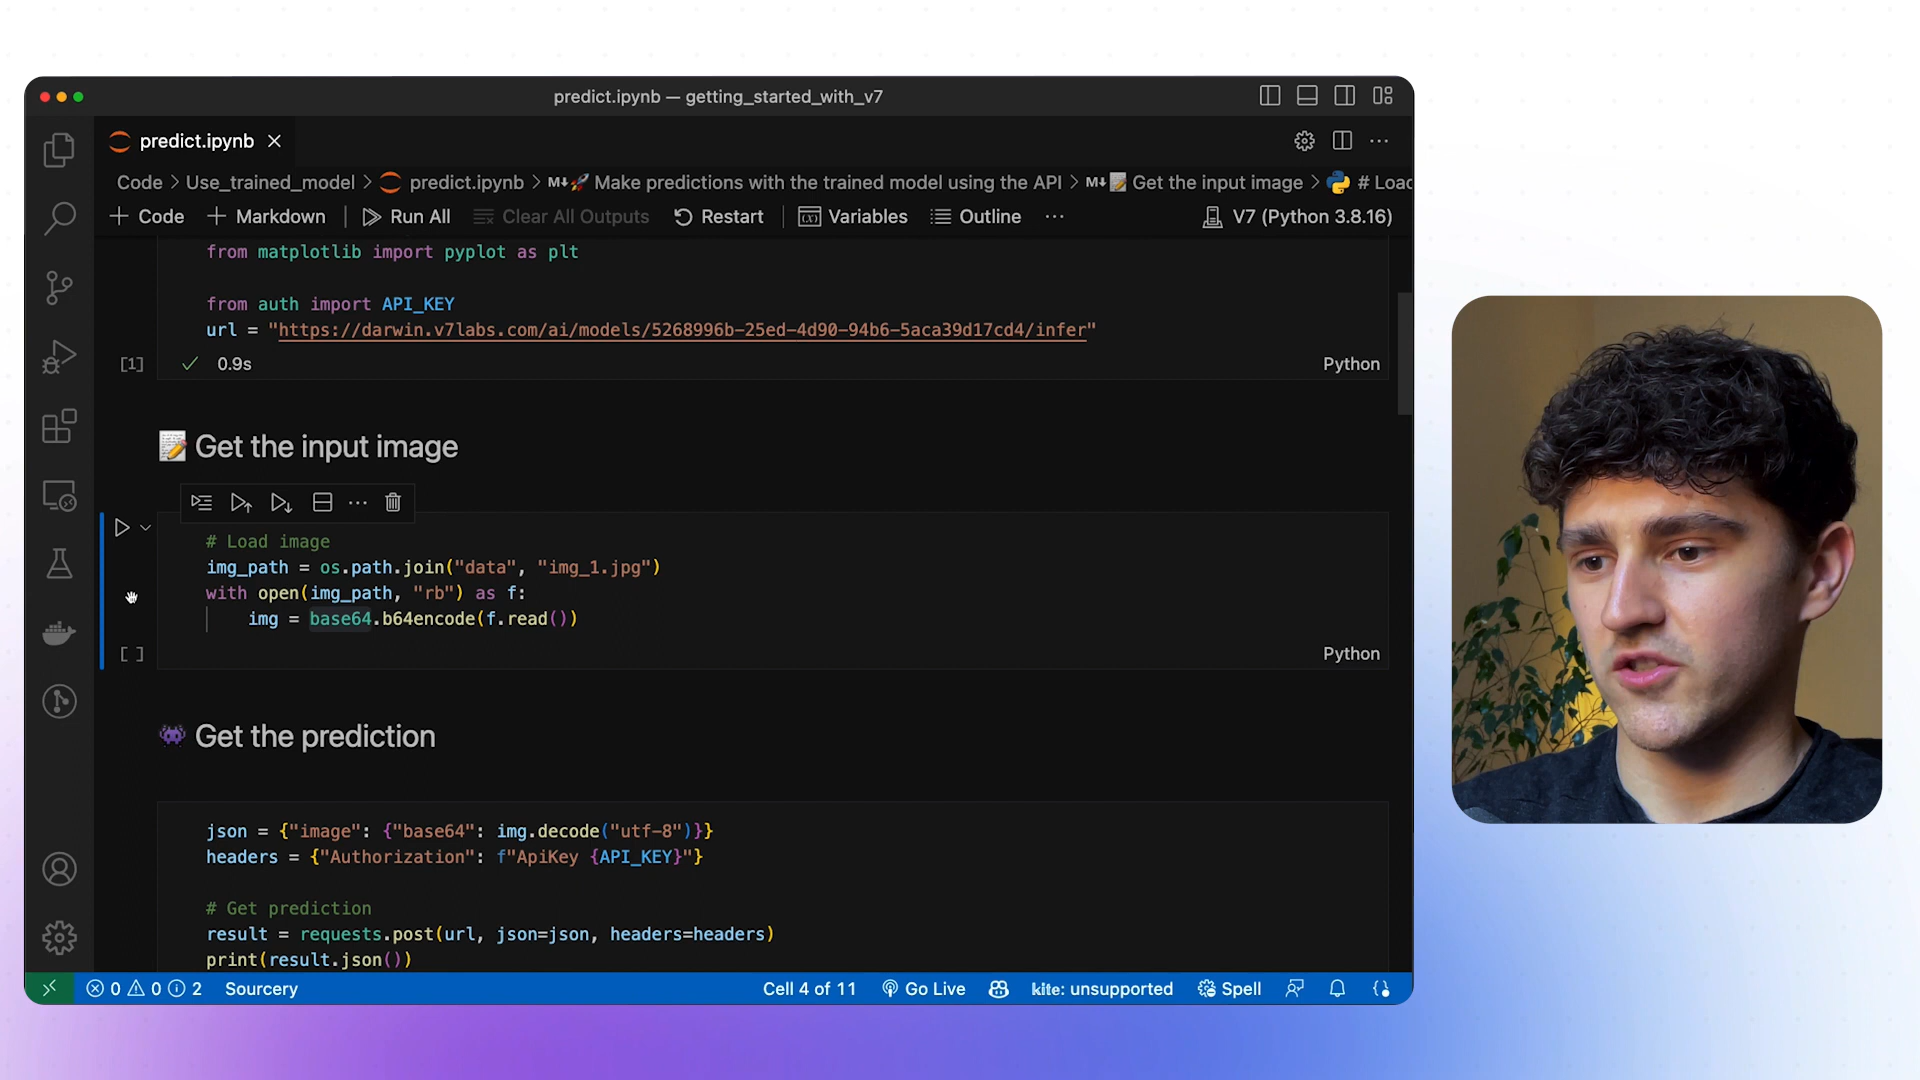 predict.ipynb — getting_started_with_v7
predict.ipynb
Code > Use_trained_model > predict.ipynb > M↓🚀 Make predictions with the trained model using the API > M↓📝 Get the input image > # Load
+ Code + Markdown | Run All Clear All Outputs Restart | Variables Outline ··· V7 (Python 3.8.16)
from matplotlib import pyplot as plt
from auth import API_KEY
url = "https://darwin.v7labs.com/ai/models/5268996b-25ed-4d90-94b6-5aca39d17cd4/infer"
[1] ✓ 0.9s Python
📝 Get the input image
# Load image
img_path = os.path.join("data", "img_1.jpg")
with open(img_path, "rb") as f:
img = base64.b64encode(f.read())
[ ] Python
👾 Get the prediction
json = {"image": {"base64": img.decode("utf-8")}}
headers = {"Authorization": f"ApiKey {API_KEY}"}
# Get prediction
result = requests.post(url, json=json, headers=headers)
print(result.json())
0 0 2 Sourcery Cell 4 of 11 Go Live kite: unsupported Spell